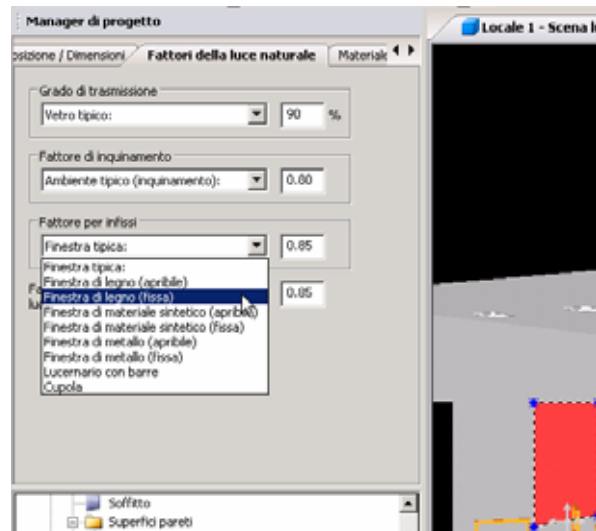 Manager di progetto
Locale 1 - Scena l
osizione / Dimensioni Fattori della luce naturale Materiale
Grado di trasmissione
Vetro tipico: 90 %
Fattore di inquinamento
Ambiente tipico (inquinamento): 0.80
Fattore per infissi
Finestra tipica: 0.85
Finestra tipica:
Finestra di legno (apribile)
Finestra di legno (fissa)
0.85
Finestra di materiale sintetico (apribile)
Finestra di materiale sintetico (fissa)
Finestra di metallo (apribile)
Finestra di metallo (fissa)
Lucernario con barre
Cupola
Soffitto
Superfici pareti